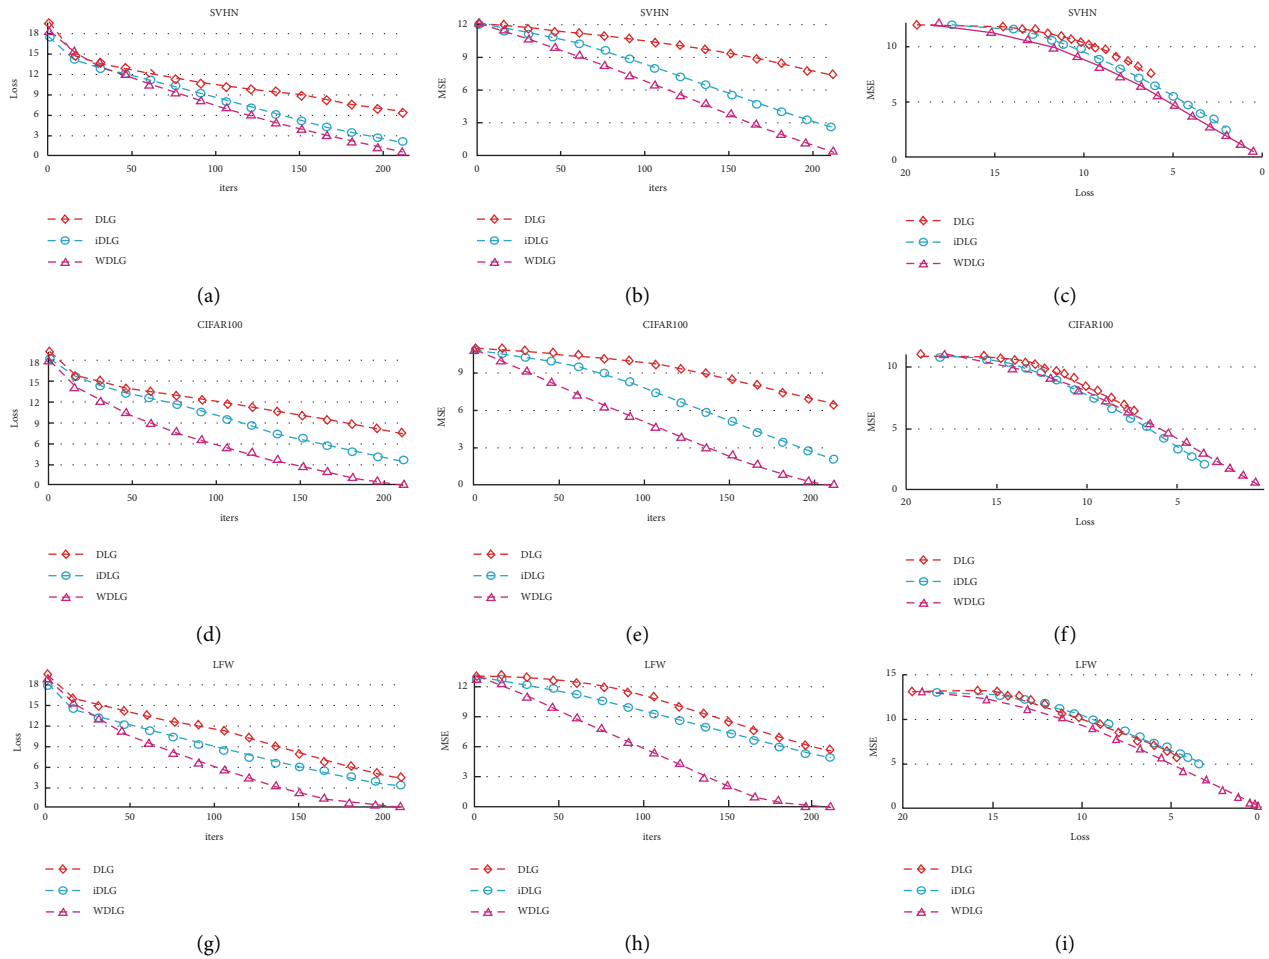 SVHN
Loss
18
15
12
9
6
3
0
0 50 100 150 200
iters
DLG
iDLG
WDLG
(a)
SVHN
MSE
12
9
6
3
0
0 50 100 150 200
iters
DLG
iDLG
WDLG
(b)
SVHN
MSE
10
5
0
20 15 10 5 0
Loss
DLG
iDLG
WDLG
(c)
CIFAR100
Loss
18
15
12
9
6
3
0
0 50 100 150 200
iters
DLG
iDLG
WDLG
(d)
CIFAR100
MSE
9
6
3
0
0 50 100 150 200
iters
DLG
iDLG
WDLG
(e)
CIFAR100
MSE
10
5
0
20 15 10 5
Loss
DLG
iDLG
WDLG
(f)
LFW
Loss
18
15
12
9
6
3
0
0 50 100 150 200
iters
DLG
iDLG
WDLG
(g)
LFW
MSE
12
9
6
3
0
0 50 100 150 200
iters
DLG
iDLG
WDLG
(h)
LFW
MSE
15
10
5
0
20 15 10 5 0
Loss
DLG
iDLG
WDLG
(i)